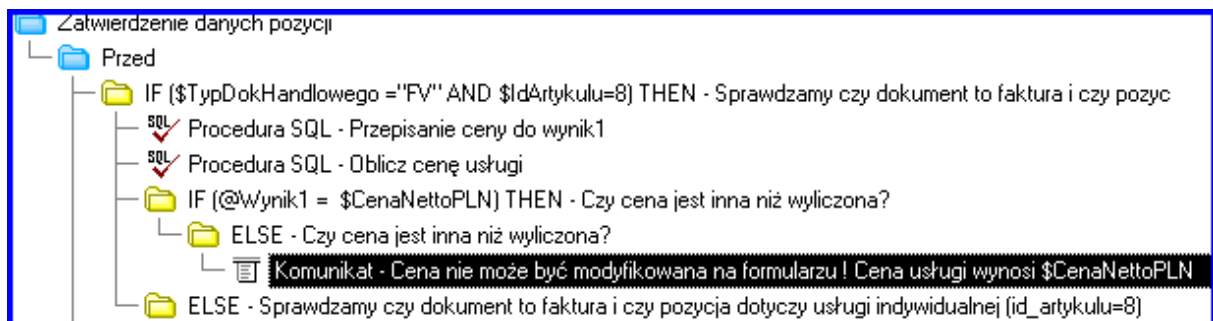 Zatwierdzenie danych pozycji
Przed
IF ($TypDokHandlowego ="FV" AND $IdArtykulu=8) THEN - Sprawdzamy czy dokument to faktura i czy pozyc
SQL Procedura SQL - Przepisanie ceny do wynik1
SQL Procedura SQL - Oblicz cenę usługi
IF (@Wynik1 = $CenaNettoPLN) THEN - Czy cena jest inna niż wyliczona?
ELSE - Czy cena jest inna niż wyliczona?
Komunikat - Cena nie może być modyfikowana na formularzu ! Cena usługi wynosi $CenaNettoPLN
ELSE - Sprawdzamy czy dokument to faktura i czy pozycja dotyczy usługi indywidualnej (id_artykulu=8)